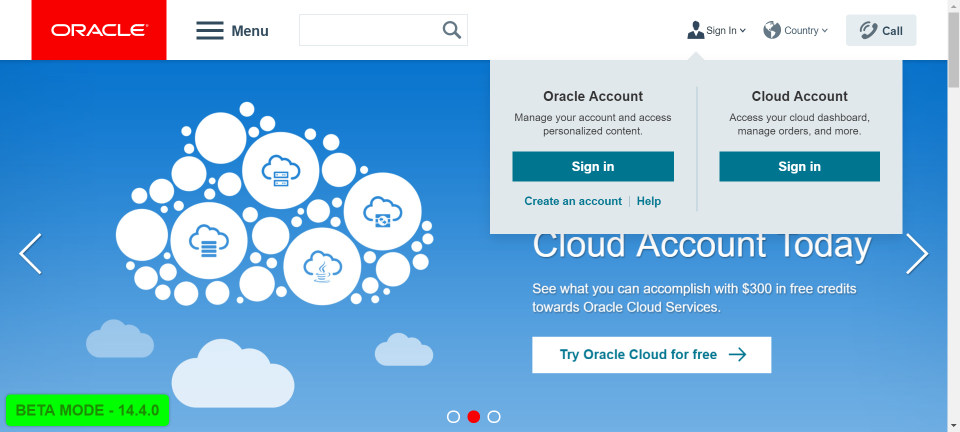 ORACLE
Menu
Sign In
Country
Call
Oracle Account
Manage your account and access
personalized content.
Sign in
Create an account | Help
Cloud Account
Access your cloud dashboard,
manage orders, and more.
Sign in
Cloud Account Today
See what you can accomplish with $300 in free credits
towards Oracle Cloud Services.
Try Oracle Cloud for free
BETA MODE - 14.4.0